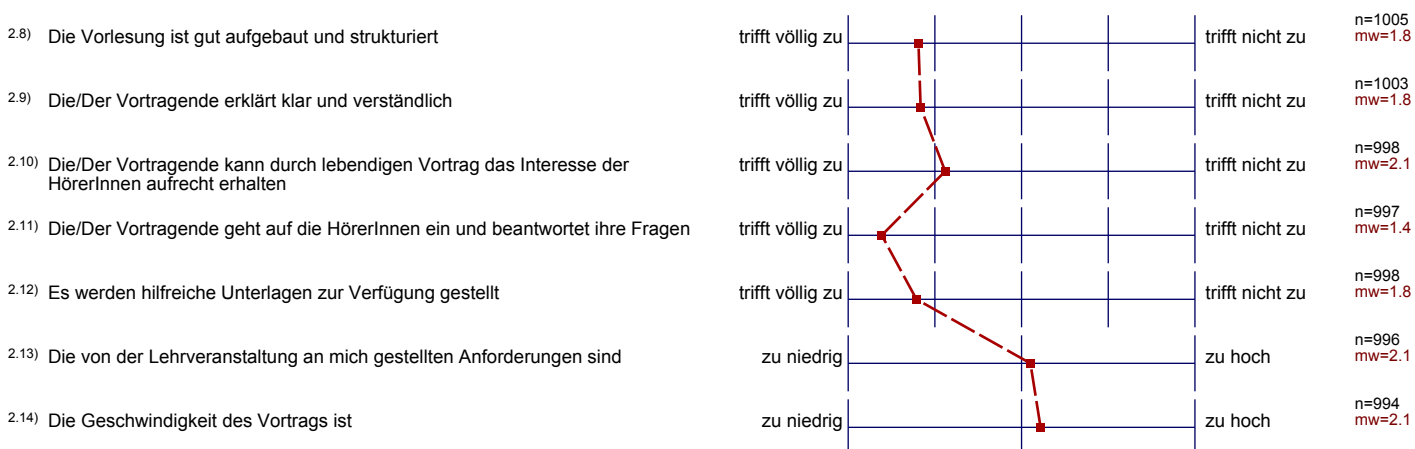 2.8) Die Vorlesung ist gut aufgebaut und strukturiert trifft völlig zu trifft nicht zu n=1005
mw=1.8
2.9) Die/Der Vortragende erklärt klar und verständlich trifft völlig zu trifft nicht zu n=1003
mw=1.8
2.10) Die/Der Vortragende kann durch lebendigen Vortrag das Interesse der
HörerInnen aufrecht erhalten trifft völlig zu trifft nicht zu n=998
mw=2.1
2.11) Die/Der Vortragende geht auf die HörerInnen ein und beantwortet ihre Fragen trifft völlig zu trifft nicht zu n=997
mw=1.4
2.12) Es werden hilfreiche Unterlagen zur Verfügung gestellt trifft völlig zu trifft nicht zu n=998
mw=1.8
2.13) Die von der Lehrveranstaltung an mich gestellten Anforderungen sind zu niedrig zu hoch n=996
mw=2.1
2.14) Die Geschwindigkeit des Vortrags ist zu niedrig zu hoch n=994
mw=2.1